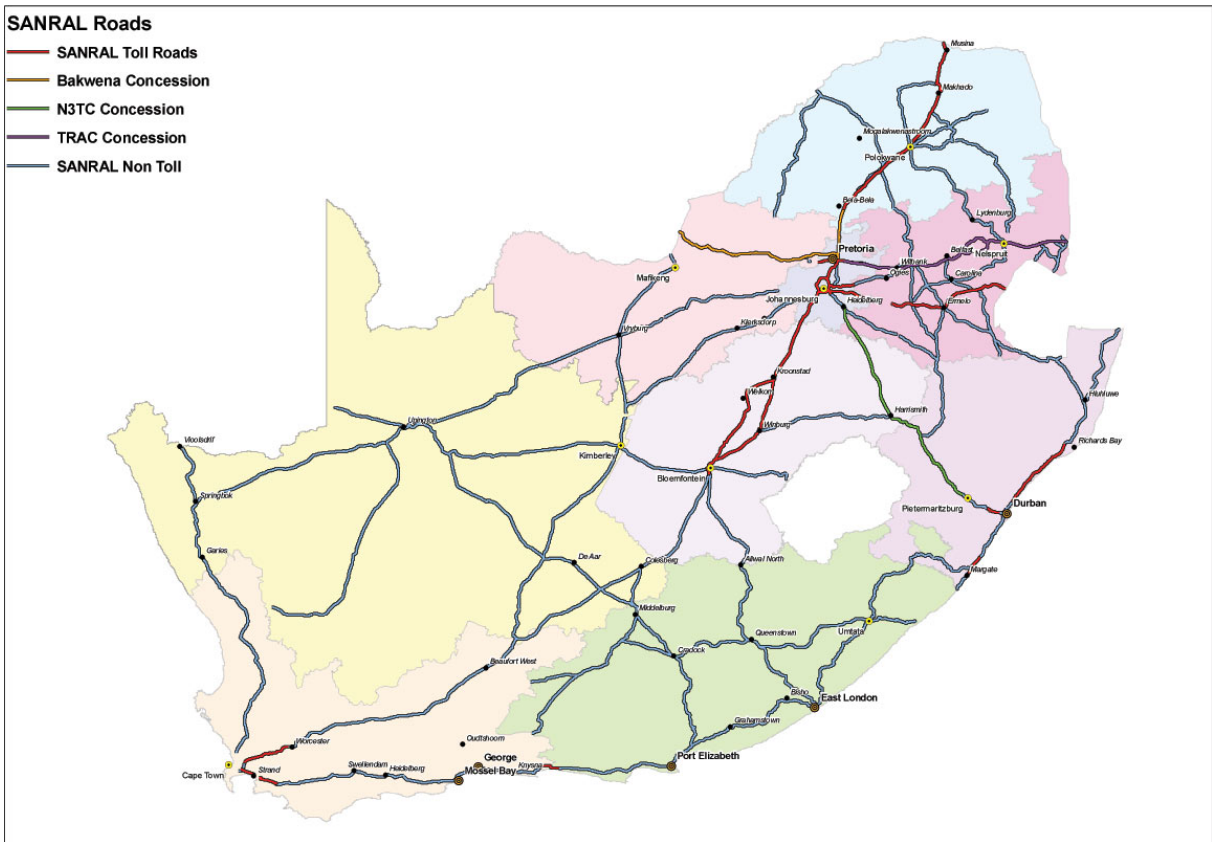 SANRAL Roads
SANRAL Toll Roads
Bakwena Concession
N3TC Concession
TRAC Concession
SANRAL Non Toll
Musina
Makhado
Mogalakwenastroom
Polokwane
Bela-Bela
Lydenburg
Pretoria
Belfast
Nelspruit
Witbank
Mafikeng
Ogies
Carolina
Johannesburg
Heidelberg
Ermelo
Klerksdorp
Vryburg
Kroonstad
Welkom
Hluhluwe
Harrismith
Winburg
Upington
Vioolsdrif
Richards Bay
Kimberley
Bloemfontein
Springbok
Pietermaritzburg
Durban
Garies
De Aar
Colesberg
Aliwal North
Margate
Middelburg
Umtata
Queenstown
Cradock
Beaufort West
Bisho
East London
Grahamstown
Worcester
Oudtshoorn
George
Port Elizabeth
Cape Town
Strand
Swellendam
Heidelberg
Mossel Bay
Knysna